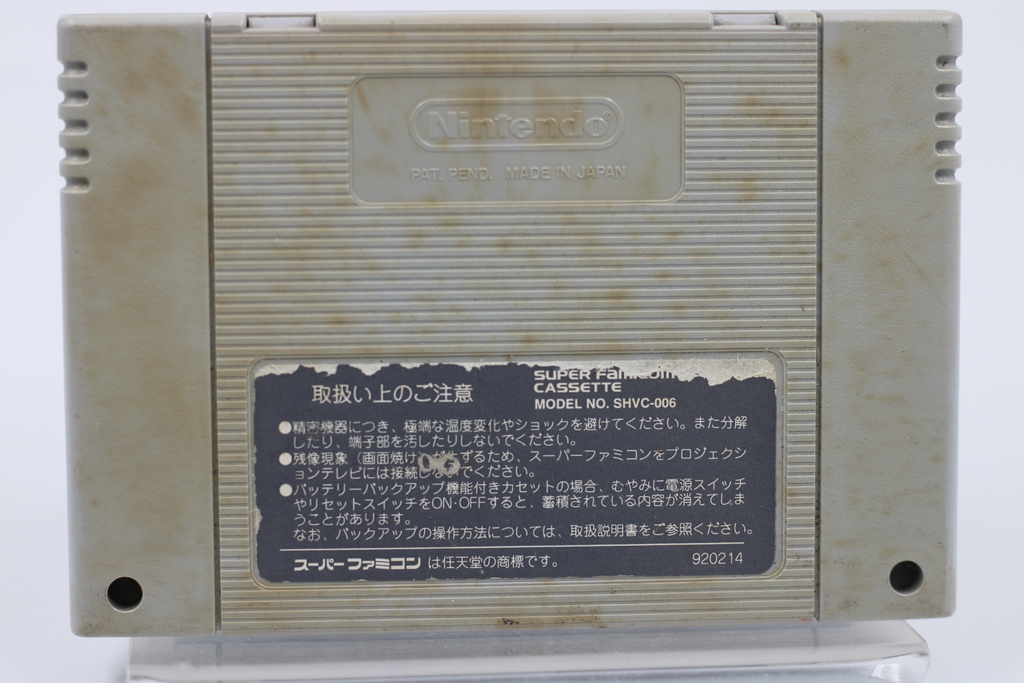 Nintendo®
PAT. PEND. MADE IN JAPAN
SUPER FAMICOM
CASSETTE
取扱い上のご注意
MODEL NO. SHVC-006
●精密機器につき、極端な温度変化やショックを避けてください。また分解
したり、端子部を汚したりしないでください。
●残像現象(画面焼け)が生ずるため、スーパーファミコンをプロジェクシ
ョンテレビには接続しないでください。
●バッテリーバックアップ機能付きカセットの場合、むやみに電源スイッチ
やリセットスイッチをON・OFFすると、蓄積されている内容が消えてしま
うことがあります。
なお、バックアップの操作方法については、取扱説明書をご参照ください。
スーパーファミコンは任天堂の商標です。
920214